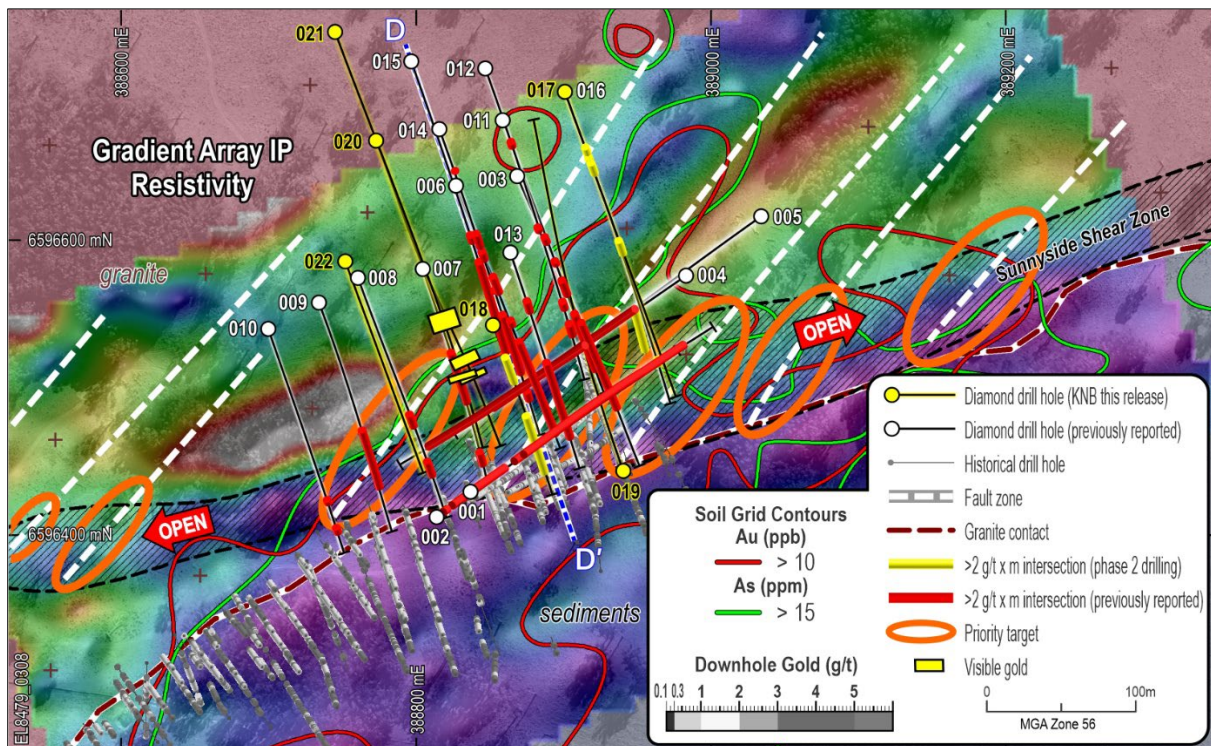 388600 mE
021
D
015
012
017
016
389000 mE
389200 mE
020
014
011
Gradient Array IP
Resistivity
006
003
005
6596600 mN
Sunnyside Shear Zone
granite
013
022
008
007
004
018
009
010
OPEN
019
001
002
6596400 mN
OPEN
D'
sediments
388800 mE
EL8479_0308
Soil Grid Contours
Au (ppb)
> 10
As (ppm)
> 15
Downhole Gold (g/t)
0.1 0.3 1 2 3 4 5
Diamond drill hole (KNB this release)
Diamond drill hole (previously reported)
Historical drill hole
Fault zone
Granite contact
>2 g/t x m intersection (phase 2 drilling)
>2 g/t x m intersection (previously reported)
Priority target
Visible gold
0 100m
MGA Zone 56